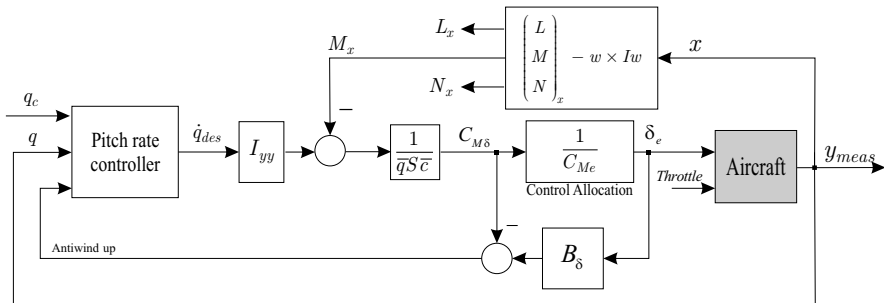 L_x
M_x
N_x
( L M N )_x − w × Iw
x
q_c
q
Pitch rate
controller
q̇_des
I_yy
−
1 / q̄Sc̄
C_Mδ
1 / C_Me
Control Allocation
δ_e
Throttle
Aircraft
y_meas
−
B_δ
Antiwind up